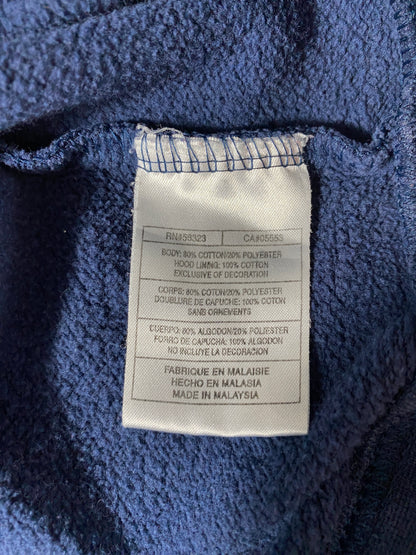 RN#56323 CA#05553
BODY: 80% COTTON/20% POLYESTER
HOOD LINING: 100% COTTON
EXCLUSIVE OF DECORATION
CORPS: 80% COTON/20% POLYESTER
DOUBLURE DE CAPUCHE: 100% COTON
SANS ORNEMENTS
CUERPO: 80% ALGODON/20% POLIESTER
FORRO DE CAPUCHA: 100% ALGODON
NO INCLUYE LA DECORACION
FABRIQUE EN MALAISIE
HECHO EN MALASIA
MADE IN MALAYSIA